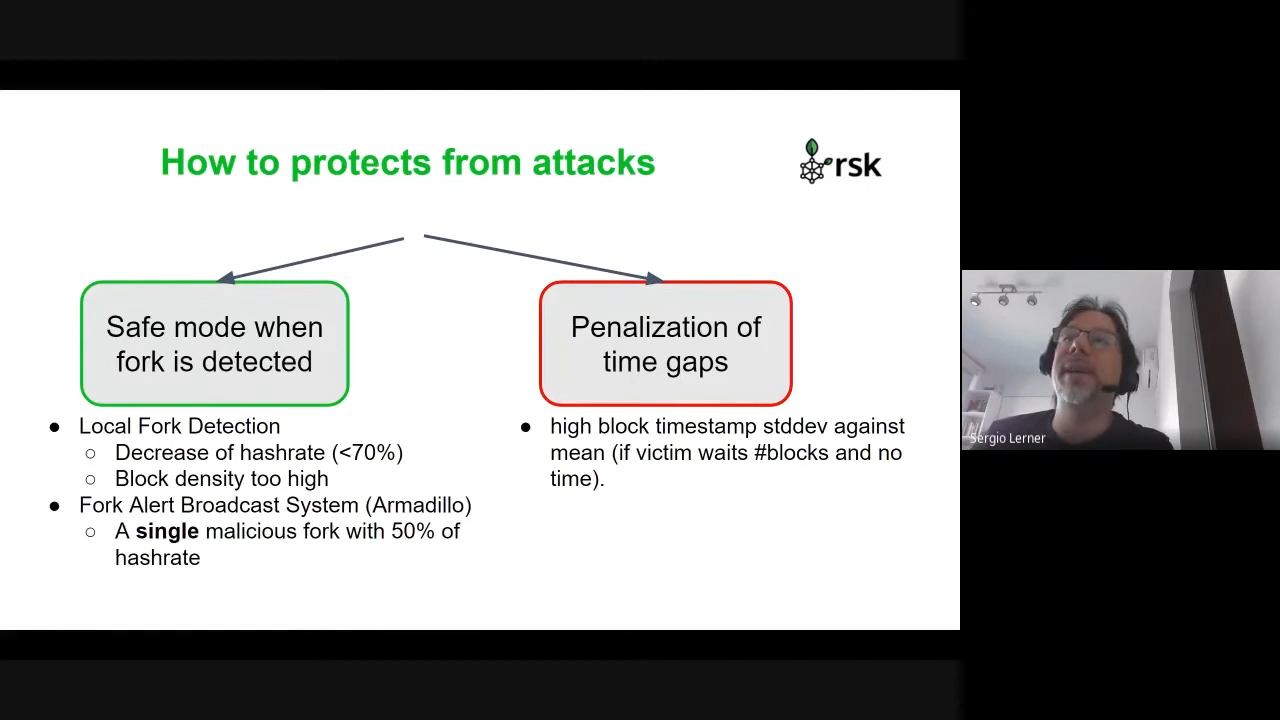 How to protects from attacks
rsk
Safe mode when
fork is detected
Penalization of
time gaps
● Local Fork Detection
○ Decrease of hashrate (<70%)
○ Block density too high
● Fork Alert Broadcast System (Armadillo)
○ A single malicious fork with 50% of
hashrate
● high block timestamp stddev against
mean (if victim waits #blocks and no
time).
Sergio Lerner